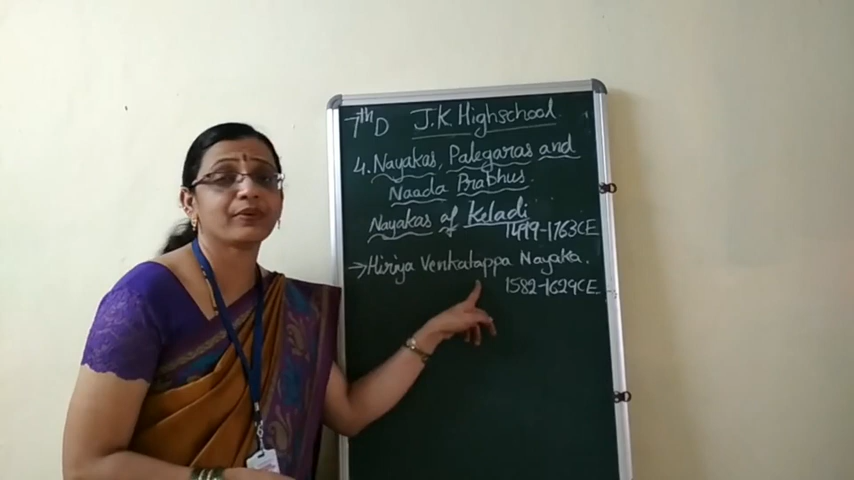 7th D J.K Highschool
4. Nayakas, Palegaras and
Naada Prabhus.
Nayakas of Keladi
1499-1763CE
→ Hiriya Venkatappa Nayaka.
1582-1629CE